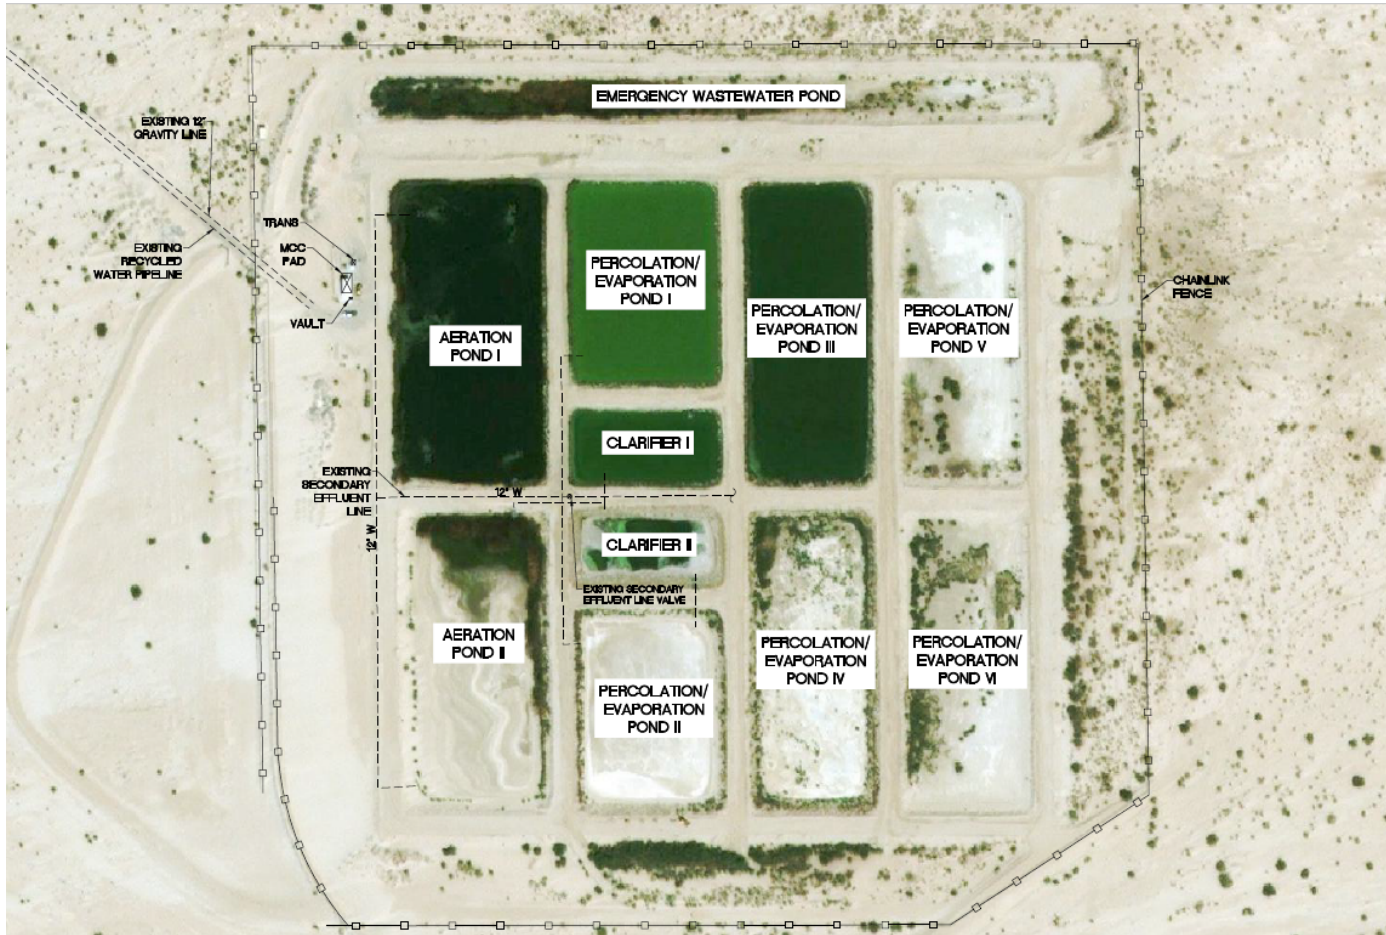 EMERGENCY WASTEWATER POND
EXISTING 12"
GRAVITY LINE
TRANS
EXISTING
RECYCLED
WATER PIPELINE
MCC
PAD
VAULT
CHAINLINK
FENCE
AERATION
POND I
PERCOLATION/
EVAPORATION
POND I
PERCOLATION/
EVAPORATION
POND III
PERCOLATION/
EVAPORATION
POND V
CLARIFIER I
EXISTING
SECONDARY
EFFLUENT
LINE
12" W
12" W
CLARIFIER II
EXISTING SECONDARY
EFFLUENT LINE VALVE
AERATION
POND II
PERCOLATION/
EVAPORATION
POND II
PERCOLATION/
EVAPORATION
POND IV
PERCOLATION/
EVAPORATION
POND VI